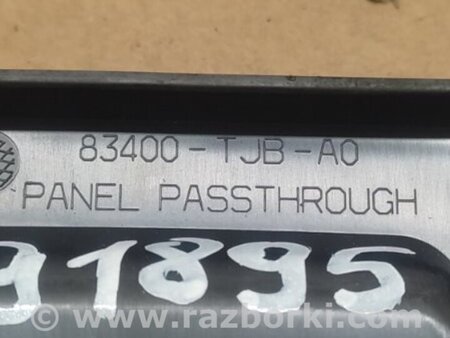 83400-TJB-A0
PANEL PASSTHROUGH
91895
www.razborki.com